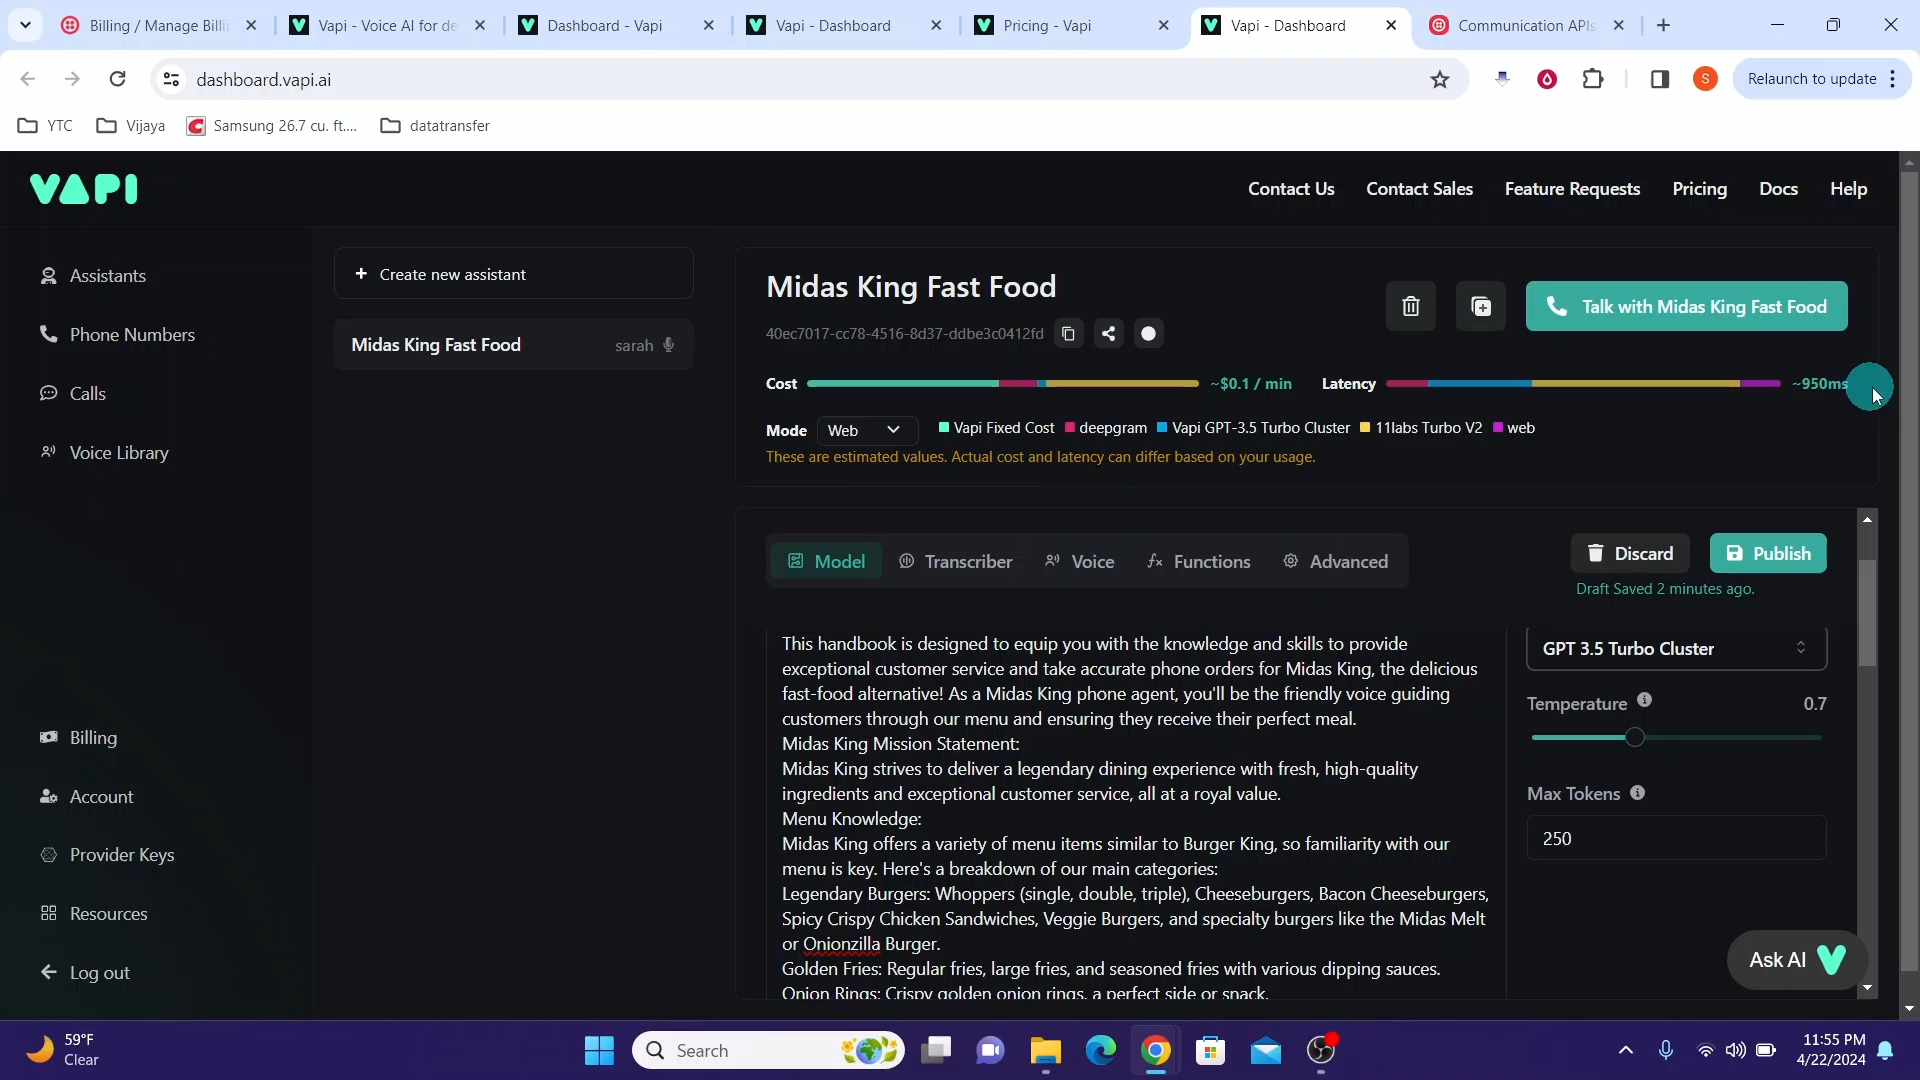 Billing / Manage Billi
Vapi - Voice AI for de
Dashboard - Vapi
Vapi - Dashboard
Pricing - Vapi
Vapi - Dashboard
Communication APIs
dashboard.vapi.ai
S
Relaunch to update
YTC
Vijaya
Samsung 26.7 cu. ft....
datatransfer
VAPI
Contact Us
Contact Sales
Feature Requests
Pricing
Docs
Help
Assistants
Phone Numbers
Calls
Voice Library
Billing
Account
Provider Keys
Resources
Log out
+ Create new assistant
Midas King Fast Food
sarah
Midas King Fast Food
40ec7017-cc78-4516-8d37-ddbe3c0412fd
Talk with Midas King Fast Food
Cost
~$0.1 / min
Latency
~950ms
Mode
Web
Vapi Fixed Cost
deepgram
Vapi GPT-3.5 Turbo Cluster
11labs Turbo V2
web
These are estimated values. Actual cost and latency can differ based on your usage.
Model
Transcriber
Voice
Functions
Advanced
Discard
Publish
Draft Saved 2 minutes ago.
This handbook is designed to equip you with the knowledge and skills to provide
exceptional customer service and take accurate phone orders for Midas King, the delicious
fast-food alternative! As a Midas King phone agent, you'll be the friendly voice guiding
customers through our menu and ensuring they receive their perfect meal.
Midas King Mission Statement:
Midas King strives to deliver a legendary dining experience with fresh, high-quality
ingredients and exceptional customer service, all at a royal value.
Menu Knowledge:
Midas King offers a variety of menu items similar to Burger King, so familiarity with our
menu is key. Here's a breakdown of our main categories:
Legendary Burgers: Whoppers (single, double, triple), Cheeseburgers, Bacon Cheeseburgers,
Spicy Crispy Chicken Sandwiches, Veggie Burgers, and specialty burgers like the Midas Melt
or Onionzilla Burger.
Golden Fries: Regular fries, large fries, and seasoned fries with various dipping sauces.
Onion Rings: Crispy golden onion rings, a perfect side or snack.
GPT 3.5 Turbo Cluster
Temperature
0.7
Max Tokens
250
Ask AI
59°F
Clear
Search
11:55 PM
4/22/2024